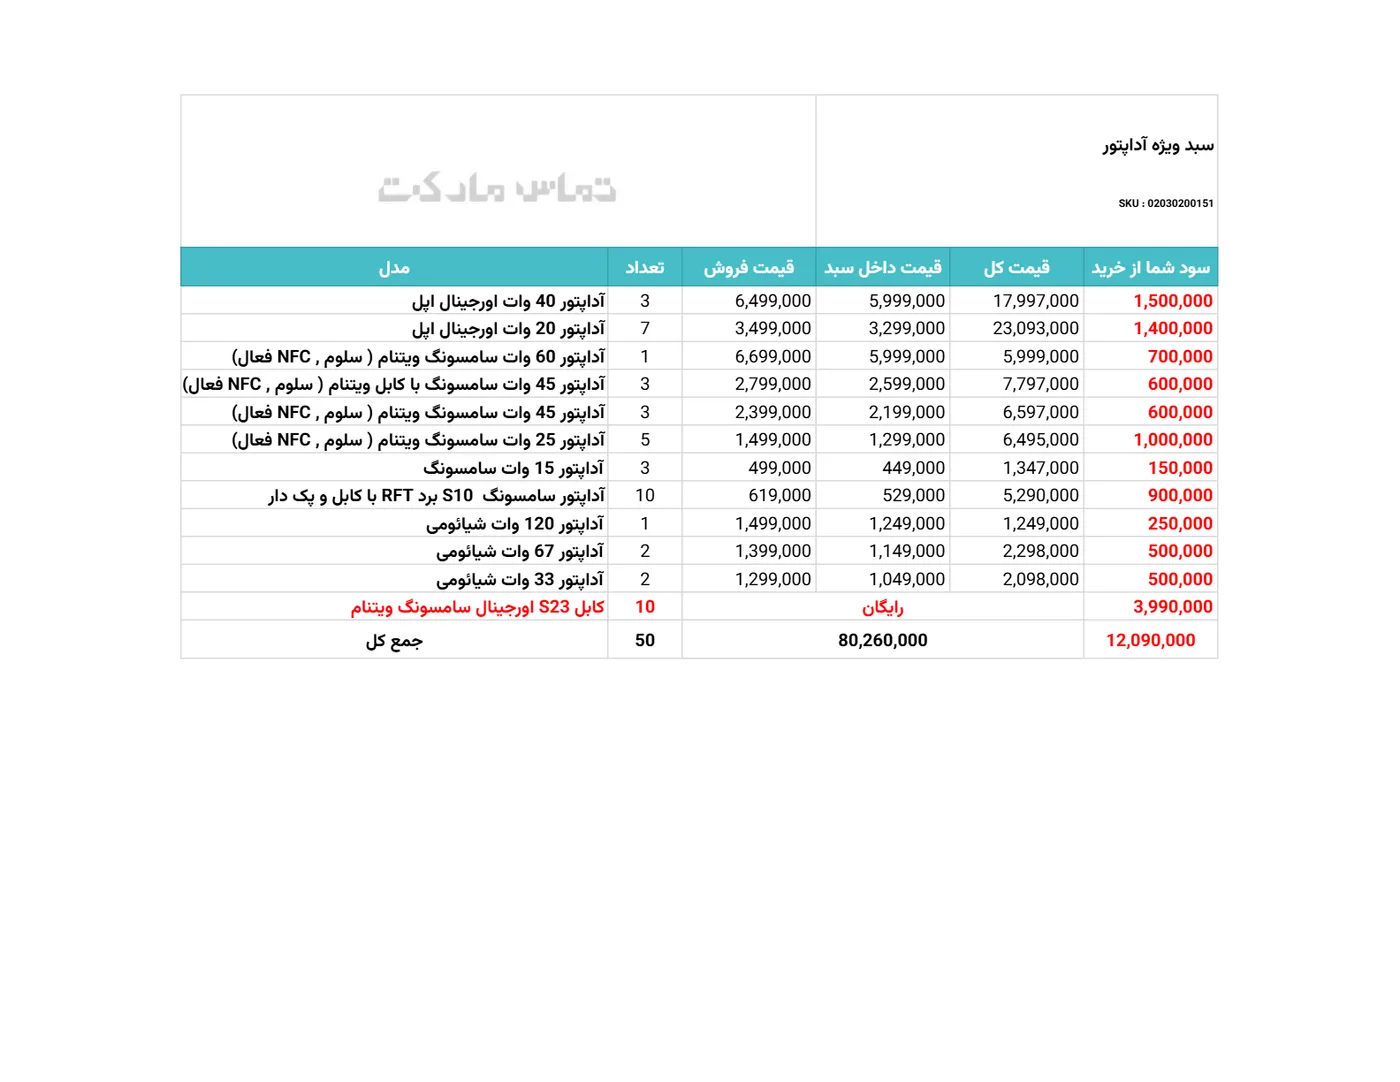 سبد ویژه آداپتور
SKU : 02030200151
تماس مارکت
مدل تعداد قیمت فروش قیمت داخل سبد قیمت کل سود شما از خرید
آداپتور 40 وات اورجینال اپل 3 6,499,000 5,999,000 17,997,000 1,500,000
آداپتور 20 وات اورجینال اپل 7 3,499,000 3,299,000 23,093,000 1,400,000
آداپتور 60 وات سامسونگ ویتنام ( سلوم , NFC فعال) 1 6,699,000 5,999,000 5,999,000 700,000
آداپتور 45 وات سامسونگ با کابل ویتنام ( سلوم , NFC فعال) 3 2,799,000 2,599,000 7,797,000 600,000
آداپتور 45 وات سامسونگ ویتنام ( سلوم , NFC فعال) 3 2,399,000 2,199,000 6,597,000 600,000
آداپتور 25 وات سامسونگ ویتنام ( سلوم , NFC فعال) 5 1,499,000 1,299,000 6,495,000 1,000,000
آداپتور 15 وات سامسونگ 3 499,000 449,000 1,347,000 150,000
آداپتور سامسونگ S10 برد RFT با کابل و پک دار 10 619,000 529,000 5,290,000 900,000
آداپتور 120 وات شیائومی 1 1,499,000 1,249,000 1,249,000 250,000
آداپتور 67 وات شیائومی 2 1,399,000 1,149,000 2,298,000 500,000
آداپتور 33 وات شیائومی 2 1,299,000 1,049,000 2,098,000 500,000
کابل S23 اورجینال سامسونگ ویتنام 10 رایگان 3,990,000
جمع کل 50 80,260,000 12,090,000